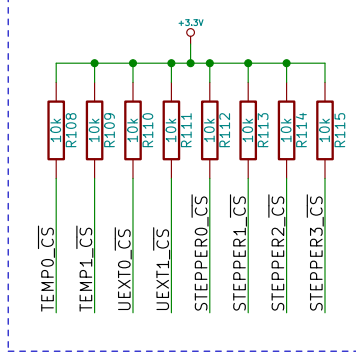 +3.3V
10k
R108
10k
R109
10k
R110
10k
R111
10k
R112
10k
R113
10k
R114
10k
R115
TEMP0_CS
TEMP1_CS
UEXT0_CS
UEXT1_CS
STEPPER0_CS
STEPPER1_CS
STEPPER2_CS
STEPPER3_CS